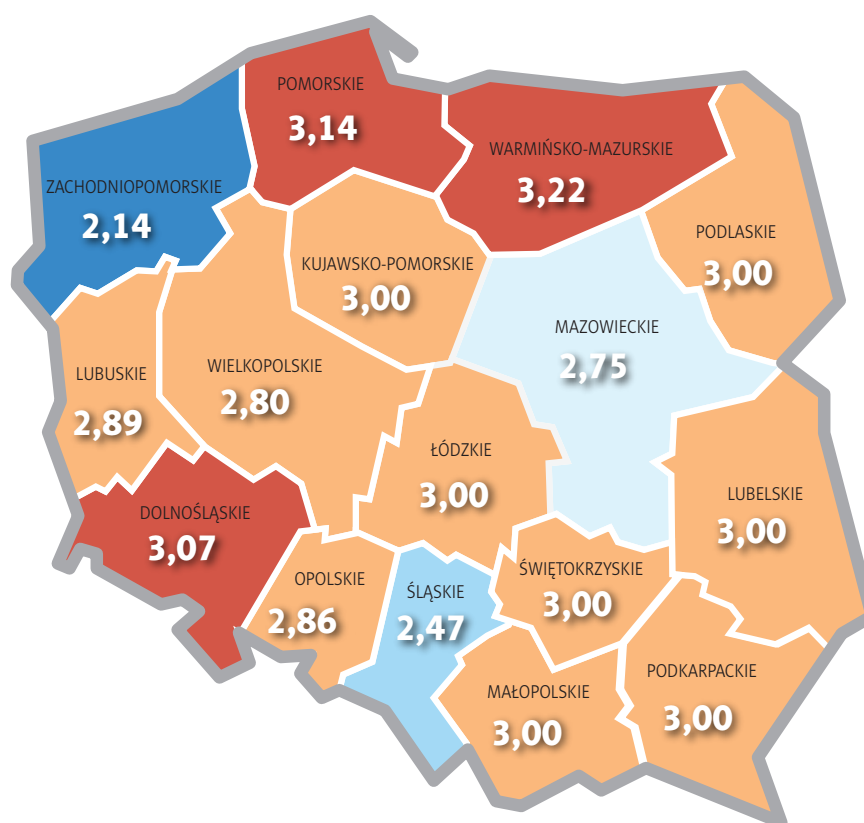 POMORSKIE
3,14
WARMIŃSKO-MAZURSKIE
3,22
ZACHODNIOPOMORSKIE
2,14
PODLASKIE
3,00
KUJAWSKO-POMORSKIE
3,00
MAZOWIECKIE
2,75
LUBUSKIE
2,89
WIELKOPOLSKIE
2,80
ŁÓDZKIE
3,00
LUBELSKIE
3,00
DOLNOŚLĄSKIE
3,07
OPOLSKIE
2,86
ŚLĄSKIE
2,47
ŚWIĘTOKRZYSKIE
3,00
MAŁOPOLSKIE
3,00
PODKARPACKIE
3,00